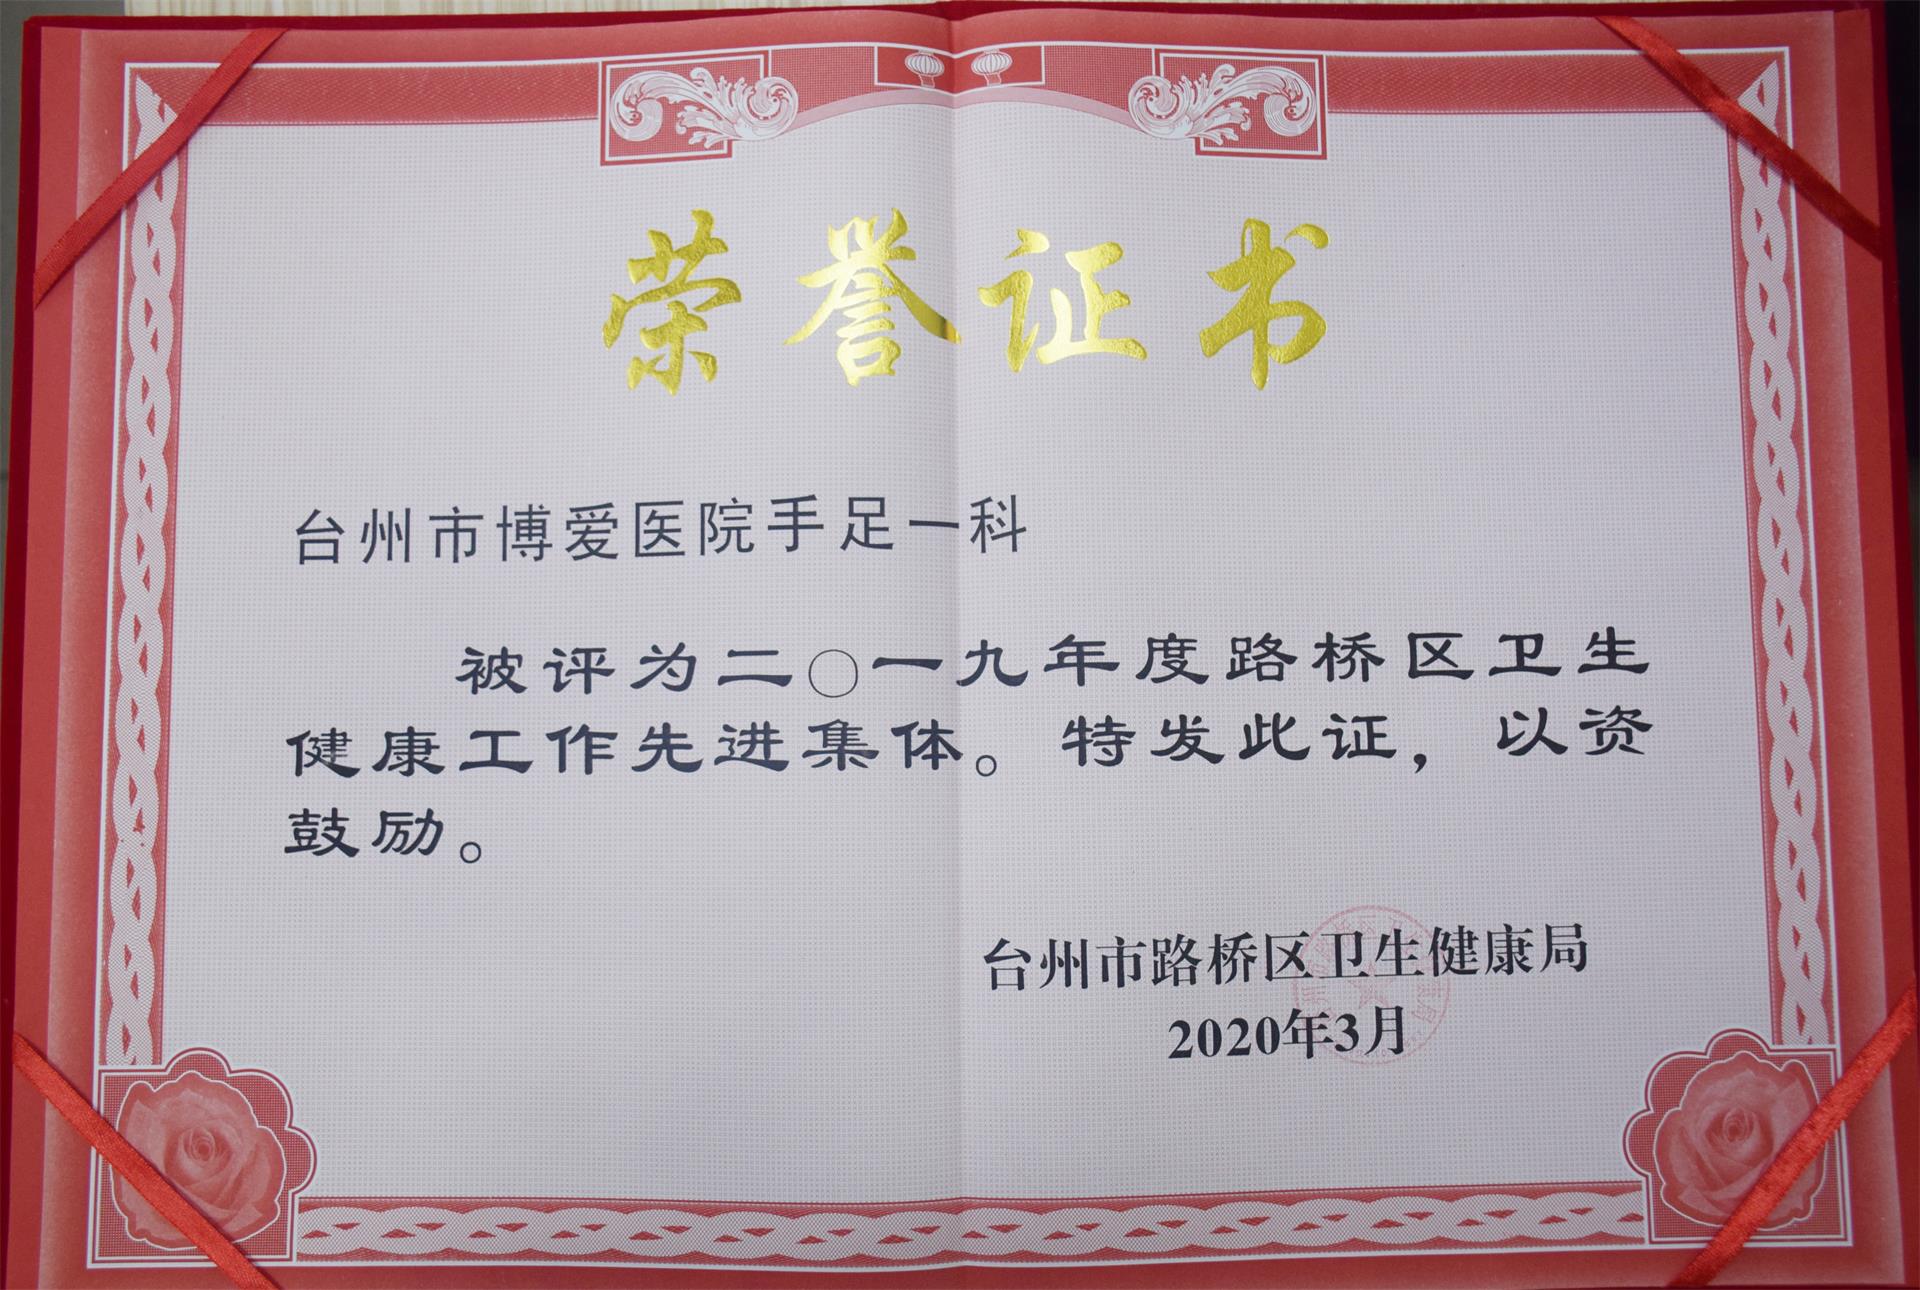 荣誉证书
台州市博爱医院手足一科
被评为二〇一九年度路桥区卫生
健康工作先进集体。特发此证，以资
鼓励。
台州市路桥区卫生健康局
2020年3月